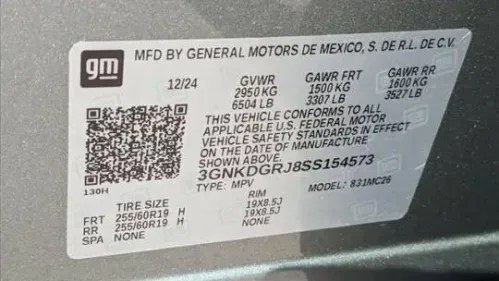 gm
MFD BY GENERAL MOTORS DE MEXICO, S. DE R.L. DE C.V.
12/24 GVWR GAWR FRT GAWR RR
2950 KG 1500 KG 1600 KG
6504 LB 3307 LB 3527 LB
THIS VEHICLE CONFORMS TO ALL
APPLICABLE U.S. FEDERAL MOTOR
VEHICLE SAFETY STANDARDS IN EFFECT
ON THE DATE OF MANUFACTURE
SHOWN ABOVE.
3GNKDGRJ8SS154573
130H
TYPE: MPV MODEL: 831MC26
TIRE SIZE RIM
FRT 255/60R19 H 19X8.5J
RR 255/60R19 H 19X8.5J
SPA NONE NONE